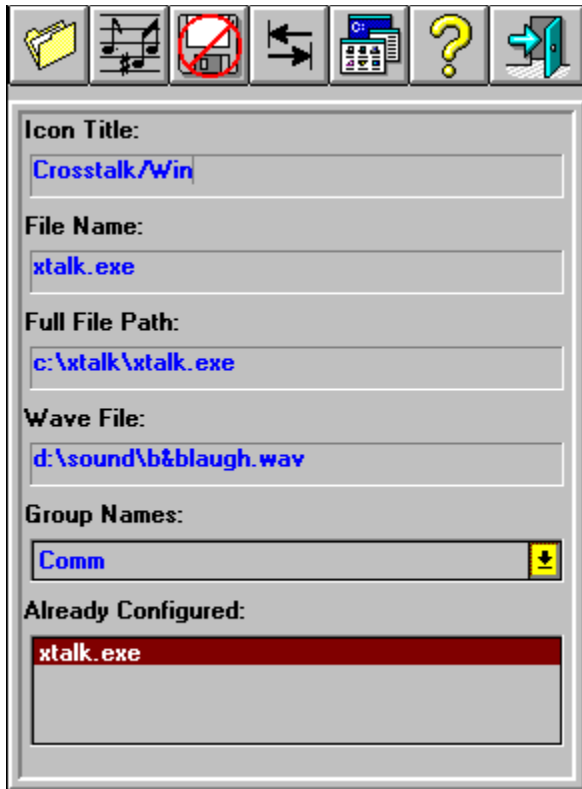 C:
?
Icon Title:
Crosstalk/Win
File Name:
xtalk.exe
Full File Path:
c:\xtalk\xtalk.exe
Wave File:
d:\sound\b&blaugh.wav
Group Names:
Comm
Already Configured:
xtalk.exe